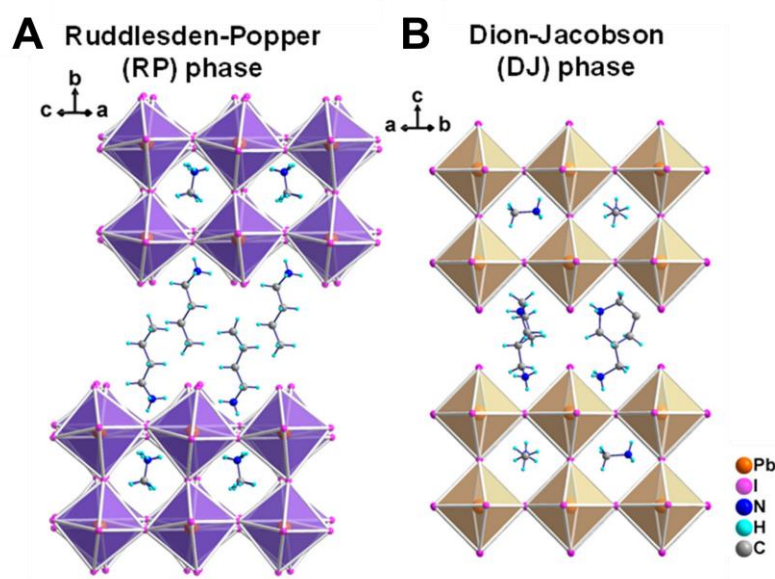 A
Ruddlesden-Popper
(RP) phase
b
c a
B
Dion-Jacobson
(DJ) phase
c
a b
Pb
I
N
H
C